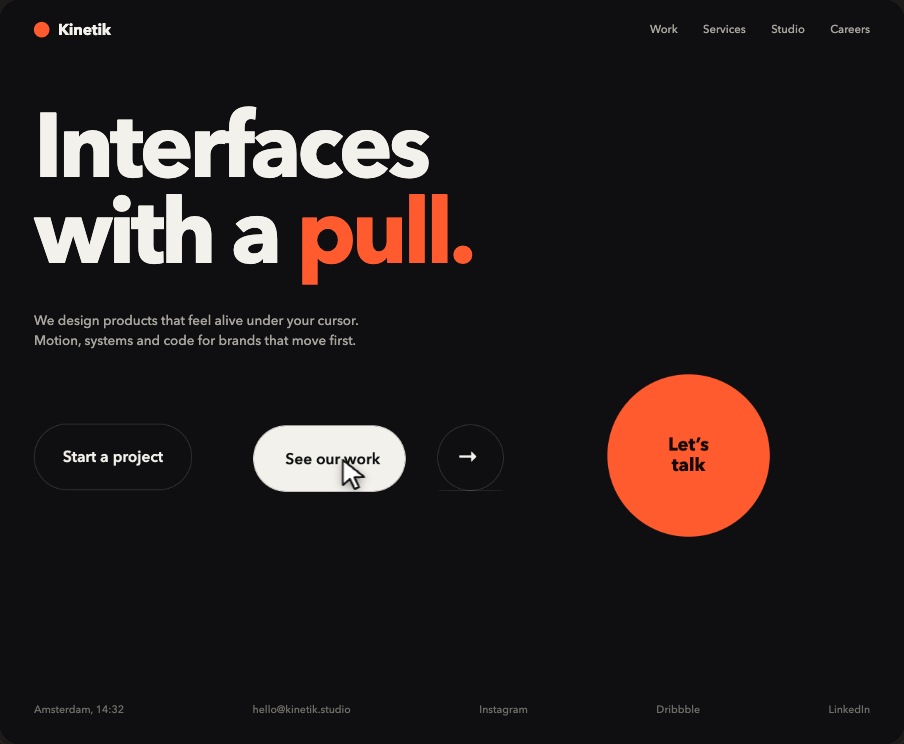 Kinetik
Work
Services
Studio
Careers
Interfaces
with a pull.
We design products that feel alive under your cursor.
Motion, systems and code for brands that move first.
Start a project
See our work
→
Let’s
talk
Amsterdam, 14:32
hello@kinetik.studio
Instagram
Dribbble
LinkedIn